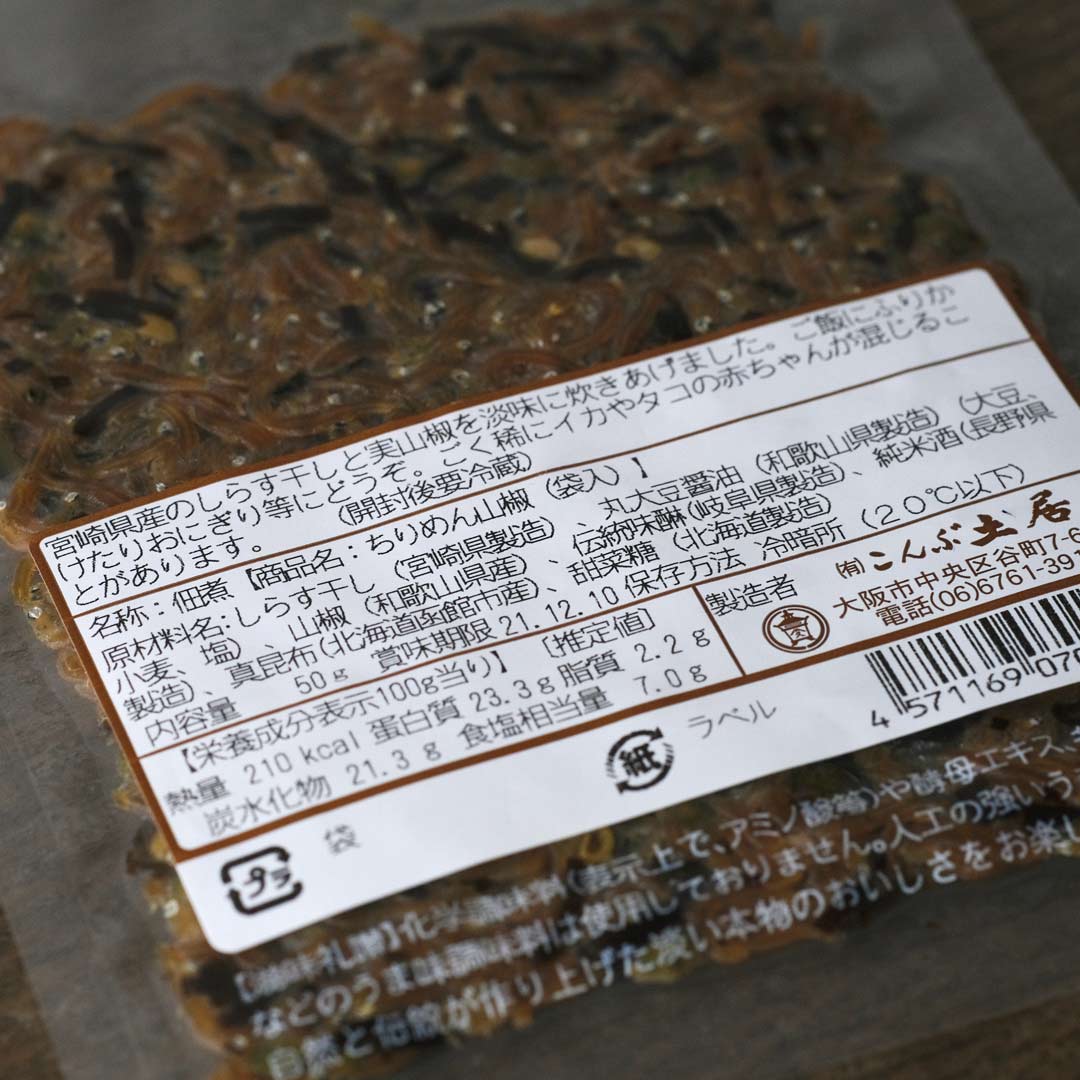 宮崎県産のしらす干しと実山椒を淡味に炊きあげました。ご飯にふりか
けたりおにぎり等にどうぞ。ごく稀にイカやタコの赤ちゃんが混じるこ
とがあります。 (開封後要冷蔵)
名称:佃煮【商品名:ちりめん山椒(袋入)】
原材料名:しらす干し(宮崎県製造)、丸大豆醤油(和歌山県製造)(大豆、
小麦、塩)、山椒(和歌山県産)、伝統味醂(岐阜県製造)、純米酒(長野県
製造)、真昆布(北海道函館市産)、甜菜糖(北海道製造)
内容量 50g 賞味期限 21.12.10(保存方法 冷暗所(20℃以下)
【栄養成分表示100g当り】[推定値]
熱量 210 kcal 蛋白質 23.3g 脂質 2.2g
炭水化物 21.3g 食塩相当量 7.0g
製造者
(有)こんぶ土居
大阪市中央区谷町7-6
電話(06)6761-391
4 571169 070
プラ 袋 紙 ラベル
化学調味料(表示上で、アミノ酸等)や酵母エキス
などのうま味調味料は使用しておりません。人工の強いう
自然と伝統が作り上げた淡い本物のおいしさをお楽し